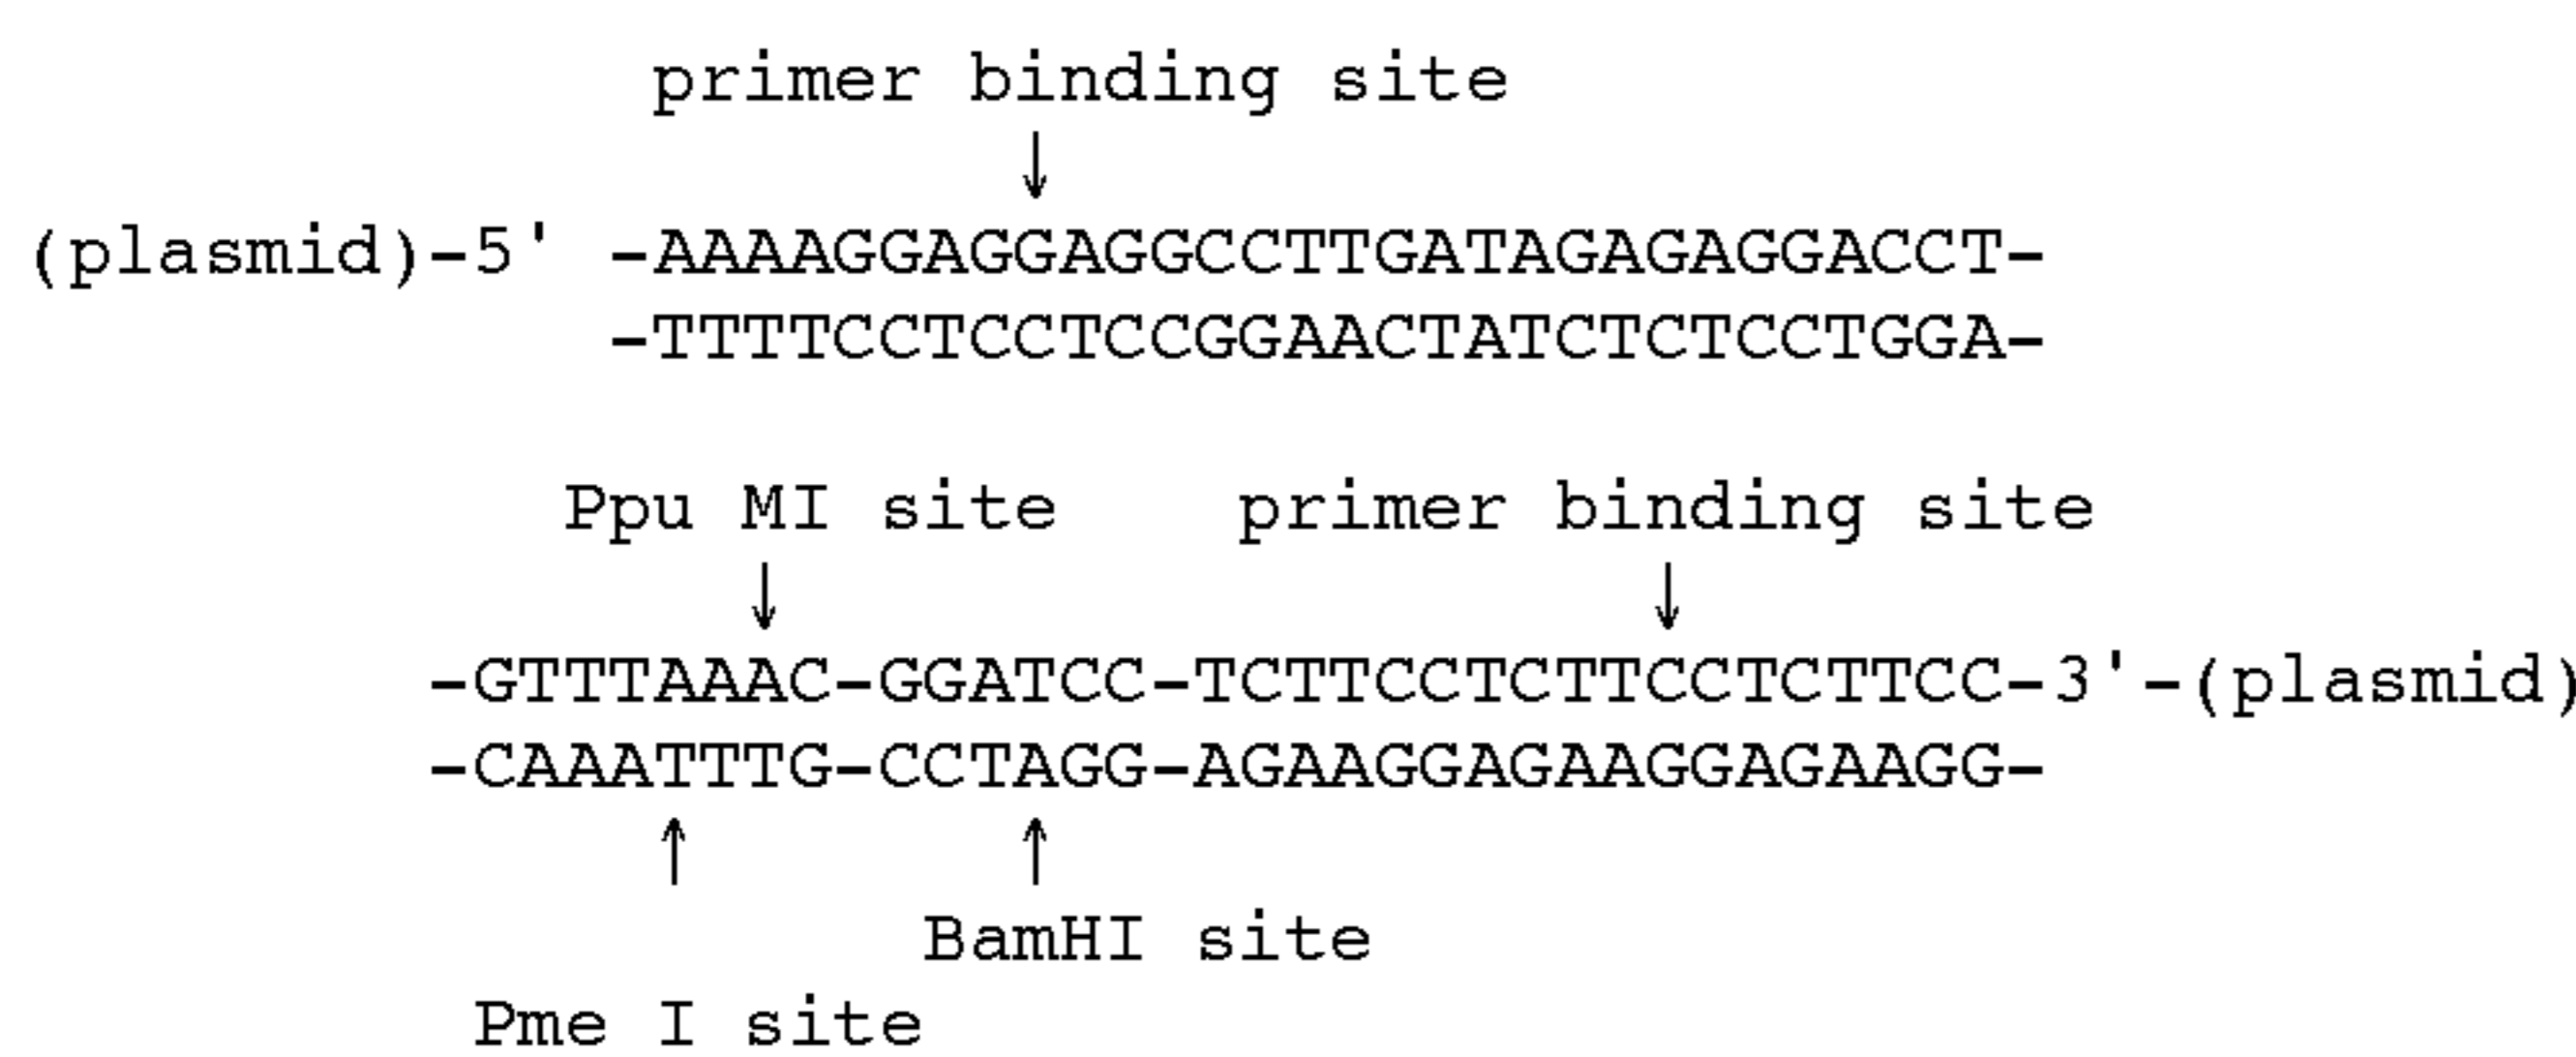 primer binding site
↓
(plasmid)-5' -AAAAGGAGGAGGCCTTGATAGAGAGGACCT-
-TTTTCCTCCTCCGGAACTATCTCTCCTGGA-
Ppu MI site primer binding site
↓ ↓
-GTTTAAAC-GGATCC-TCTTCCTCTTCCTCTTCC-3'-(plasmid)
-CAAATTTG-CCTAGG-AGAAGGAGAAGGAGAAGG-
↑ ↑
BamHI site
Pme I site